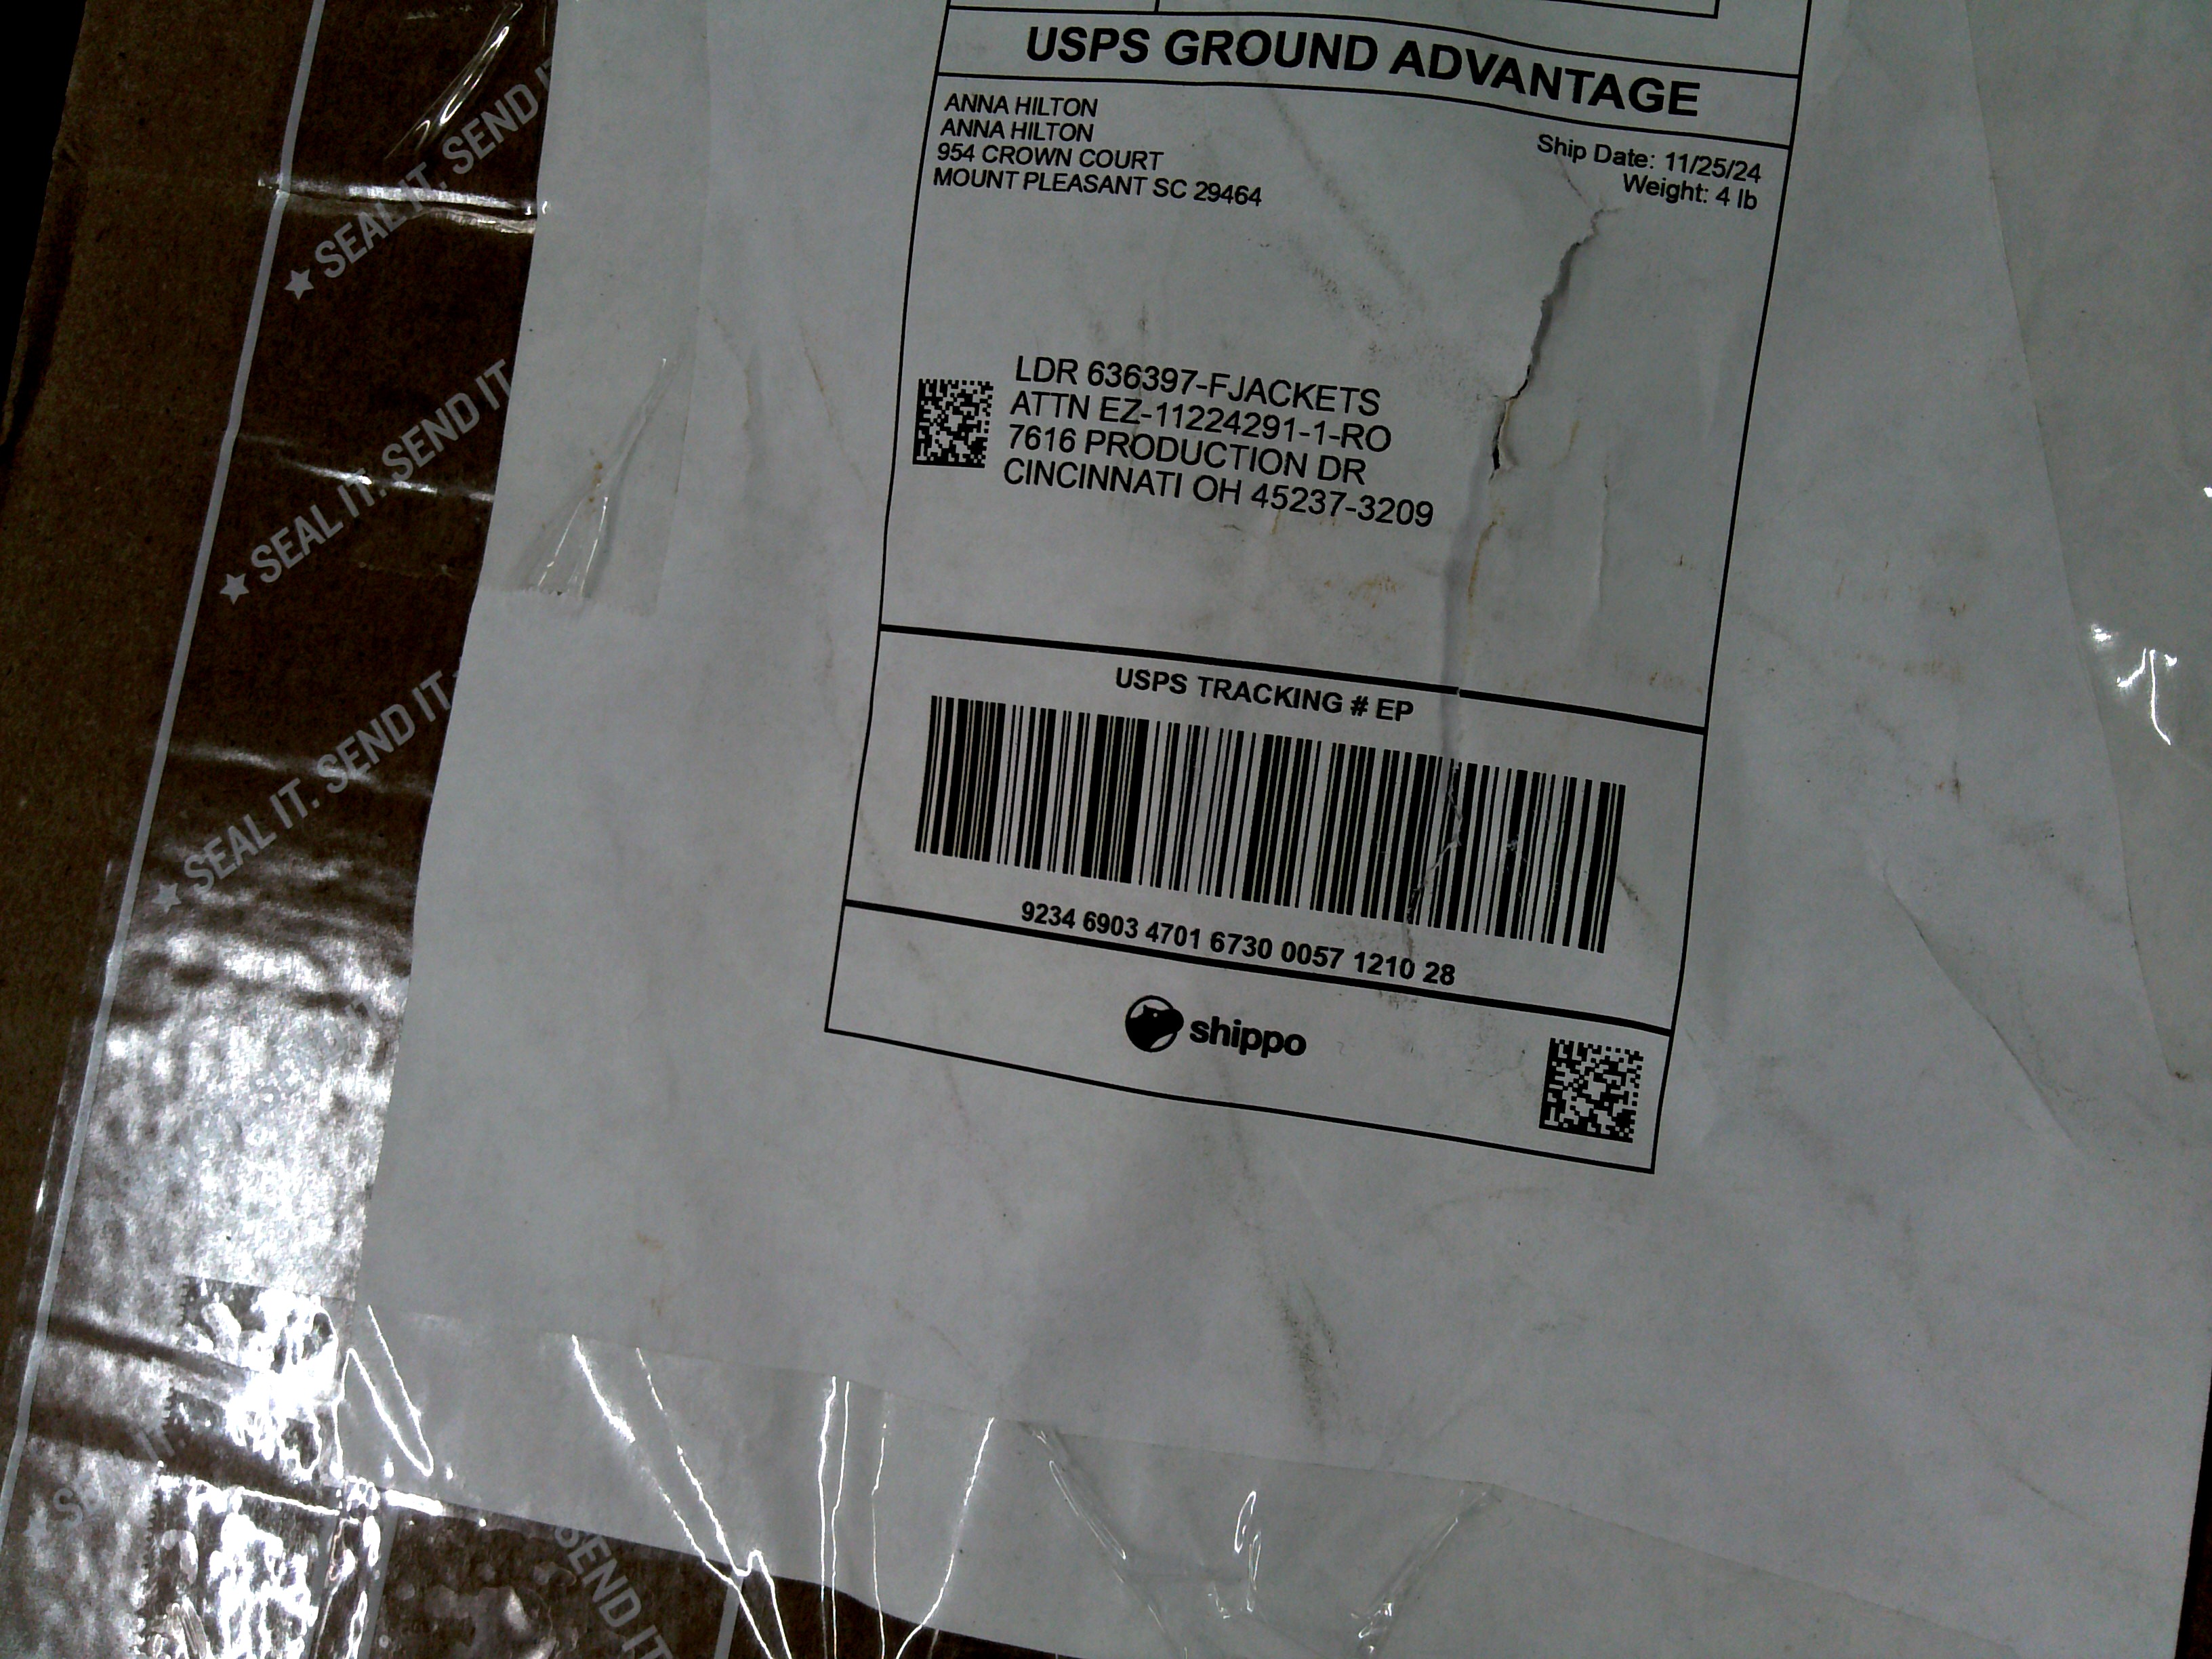 USPS GROUND ADVANTAGE
ANNA HILTON
ANNA HILTON
954 CROWN COURT
MOUNT PLEASANT SC 29464
Ship Date: 11/25/24
Weight: 4 lb
LDR 636397-FJACKETS
ATTN EZ-11224291-1-RO
7616 PRODUCTION DR
CINCINNATI OH 45237-3209
USPS TRACKING # EP
9234 6903 4701 6730 0057 1210 28
shippo
SEAL IT. SEND I
SEAL IT. SEND IT
SEAL IT. SEND IT.
SEND IT